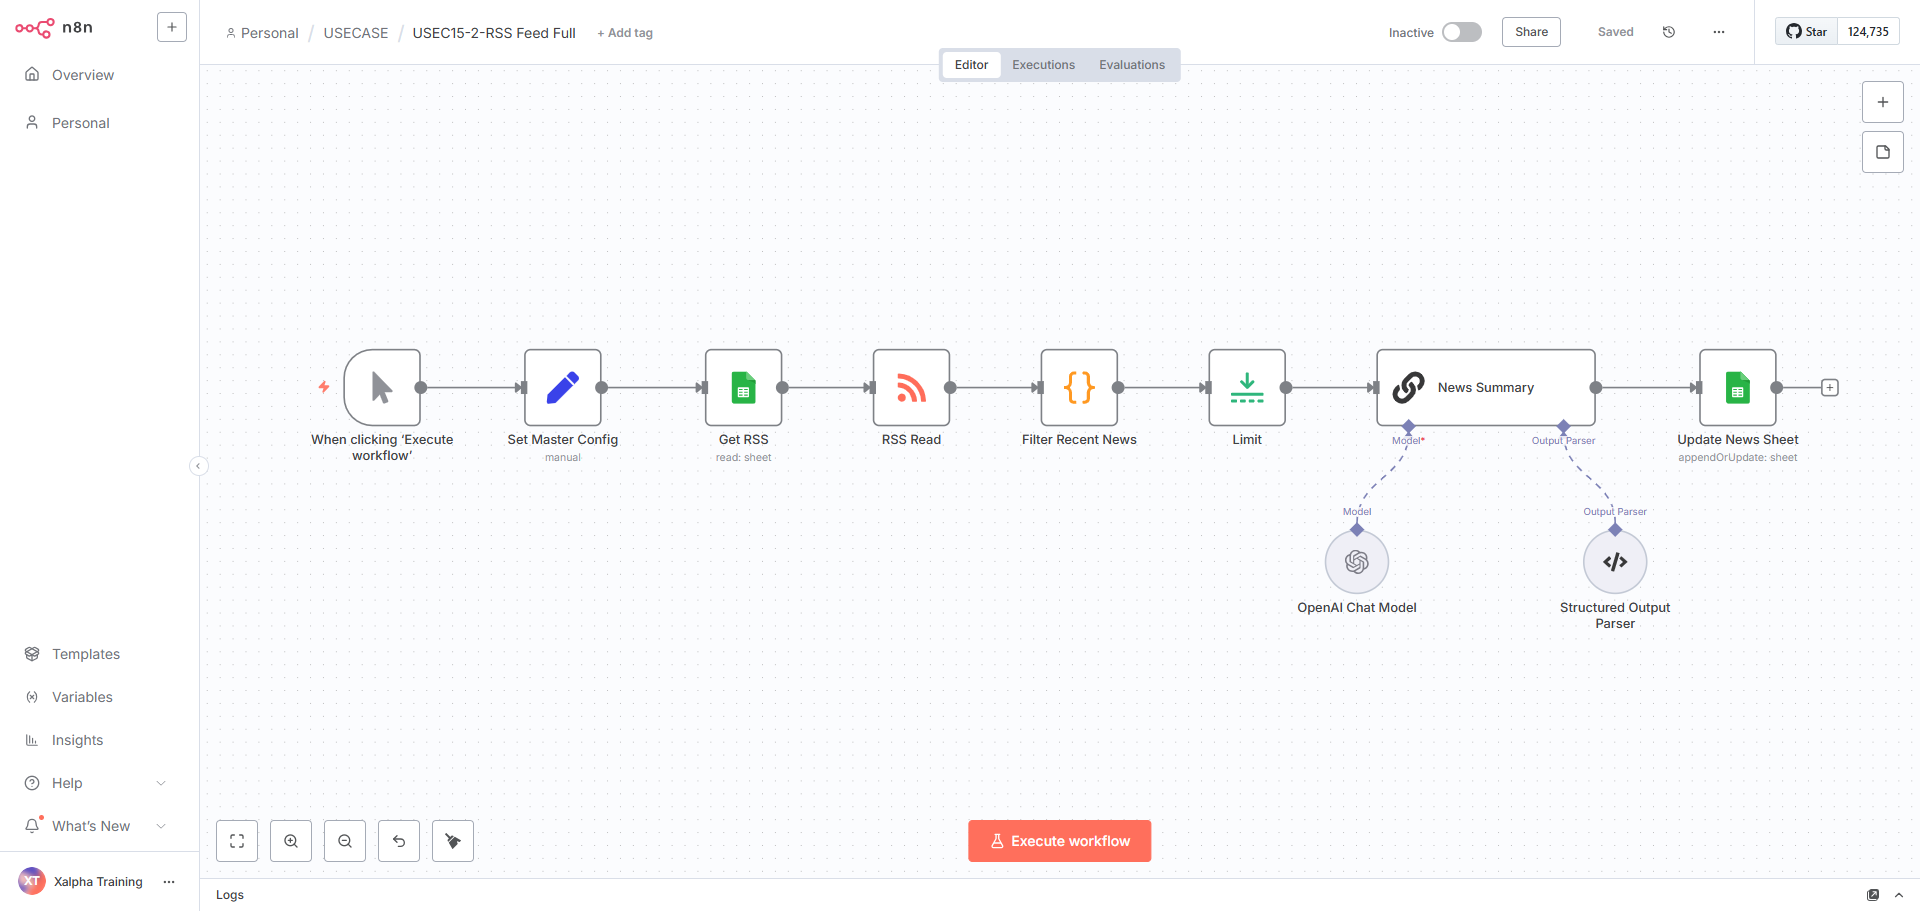 n8n
Overview
Personal
Personal / USECASE / USEC15-2-RSS Feed Full + Add tag
Inactive
Share
Saved
Star 124,735
Editor Executions Evaluations
When clicking ‘Execute
workflow’
Set Master Config
manual
Get RSS
read: sheet
RSS Read
Filter Recent News
Limit
News Summary
Model*
Output Parser
Update News Sheet
appendOrUpdate: sheet
Model
Output Parser
OpenAI Chat Model
Structured Output
Parser
Templates
Variables
Insights
Help
What's New
XT Xalpha Training
Execute workflow
Logs